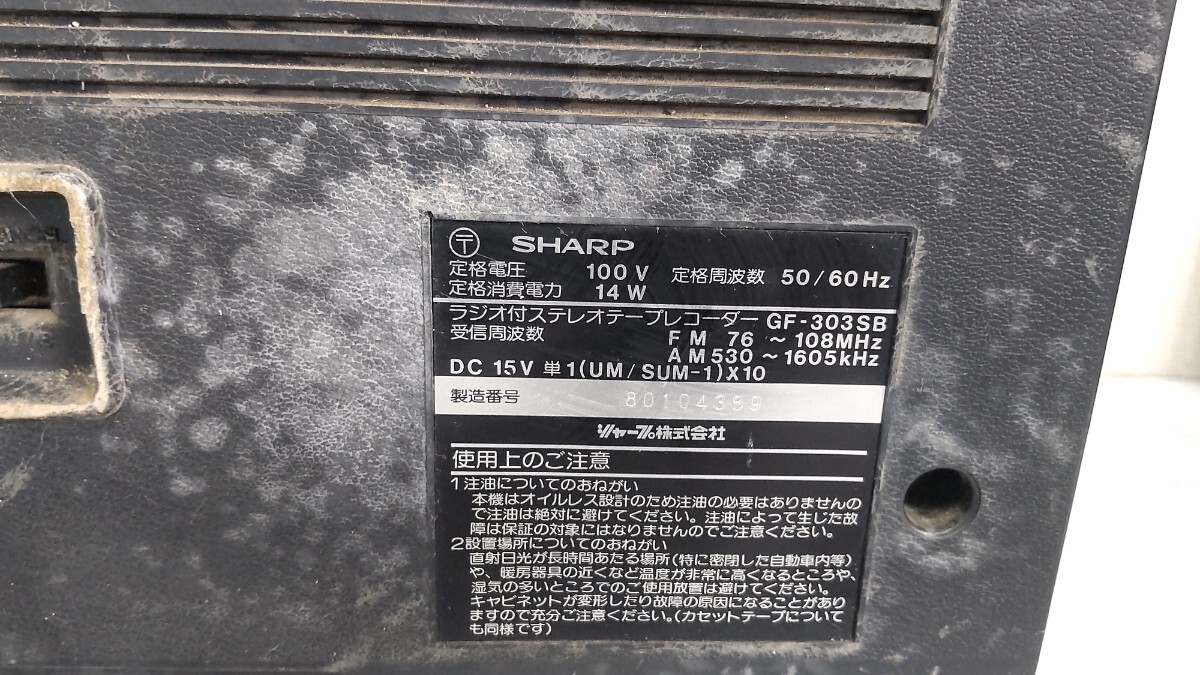 〒 SHARP
定格電圧 100V 定格周波数 50/60Hz
定格消費電力 14W
ラジオ付ステレオテープレコーダー GF-303SB
受信周波数 FM 76 ～108MHz
AM530 ～1605kHz
DC 15V 単1(UM/SUM-1)X10
製造番号 80104389
シャープ株式会社
使用上のご注意
1注油についてのおねがい
本機はオイルレス設計のため注油の必要はありませんの
で注油は絶対に避けてください。注油によって生じた故
障は保証の対象にはなりませんのでご注意ください。
2設置場所についてのおねがい
直射日光が長時間あたる場所(特に密閉した自動車内等)
や、暖房器具の近くなど温度が非常に高くなるところや、
湿気の多いところでのご使用放置は避けてください。
キャビネットが変形したり故障の原因になることがあり
ますので充分ご注意ください。(カセットテープについて
も同様です)